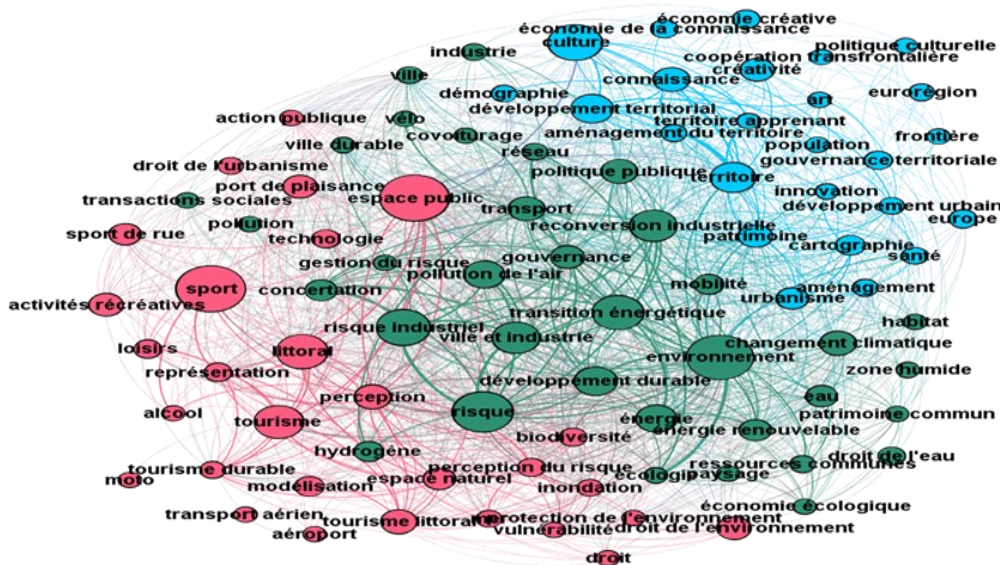 économie créative
économie de la connaissance
culture
politique culturelle
industrie
coopération transfrontalière
créativité
ville
connaissance
démographie
développement territorial
art
eurorégion
action publique
vélo
territoire apprenant
covoiturage
aménagement du territoire
frontière
ville durable
réseau
population
droit de l'urbanisme
politique publique
gouvernance territoriale
territoire
port de plaisance
espace public
innovation
transactions sociales
transport
développement urbain
pollution
reconversion industrielle
europe
sport de rue
technologie
patrimoine
cartographie
gouvernance
santé
gestion du risque
pollution de l'air
mobilité
sport
concertation
aménagement
urbanisme
activités récréatives
transition énergétique
habitat
risque industriel
ville et industrie
changement climatique
loisirs
littoral
environnement
zone humide
représentation
développement durable
perception
eau
alcool
risque
patrimoine commun
tourisme
énergie
énergie renouvelable
biodiversité
hydrogène
droit de l'eau
tourisme durable
perception du risque
ressources communes
moto
espace naturel
écologie
paysage
modélisation
inondation
économie écologique
transport aérien
tourisme littoral
protection de l'environnement
vulnérabilité
droit de l'environnement
aéroport
droit